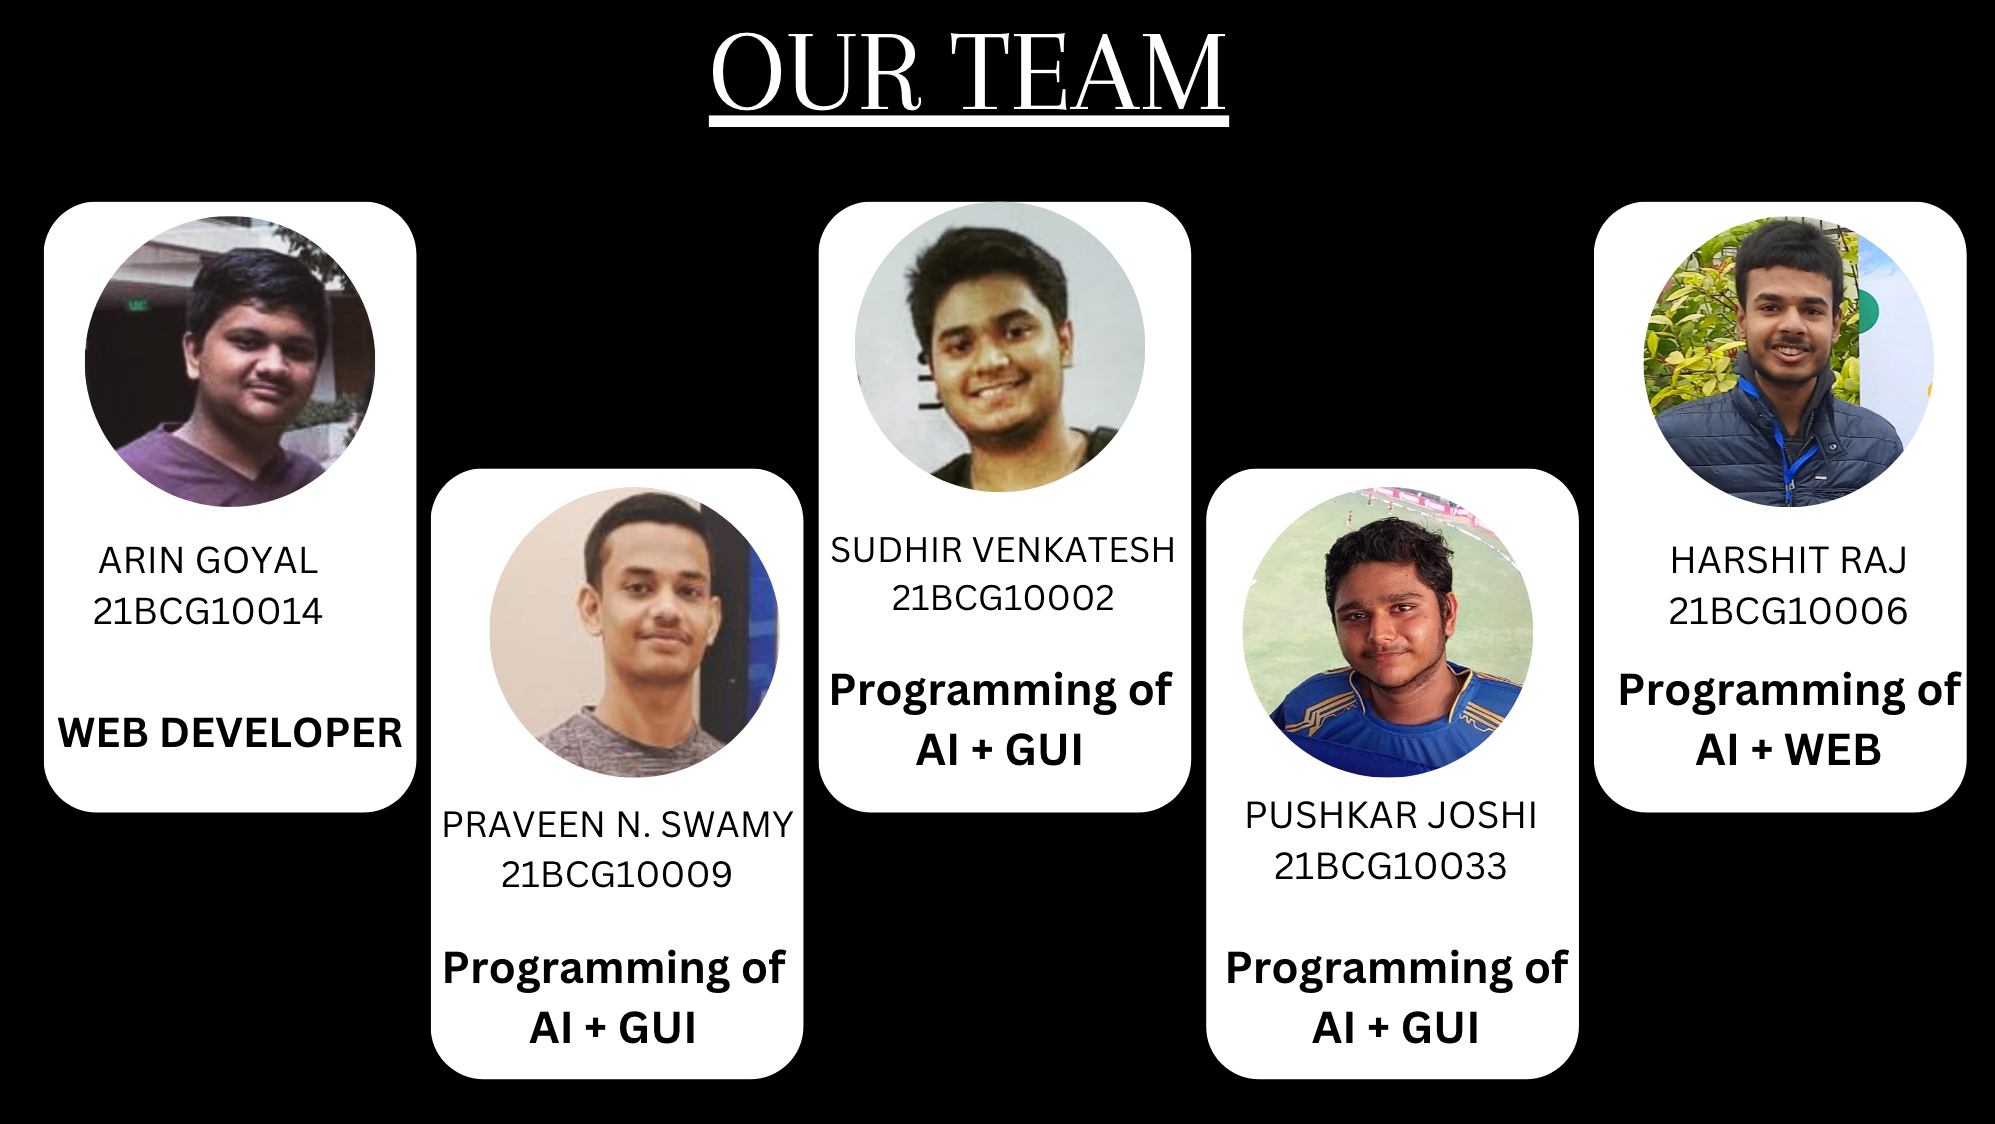 OUR TEAM
ARIN GOYAL
21BCG10014
WEB DEVELOPER
PRAVEEN N. SWAMY
21BCG10009
Programming of
AI + GUI
SUDHIR VENKATESH
21BCG10002
Programming of
AI + GUI
PUSHKAR JOSHI
21BCG10033
Programming of
AI + GUI
HARSHIT RAJ
21BCG10006
Programming of
AI + WEB